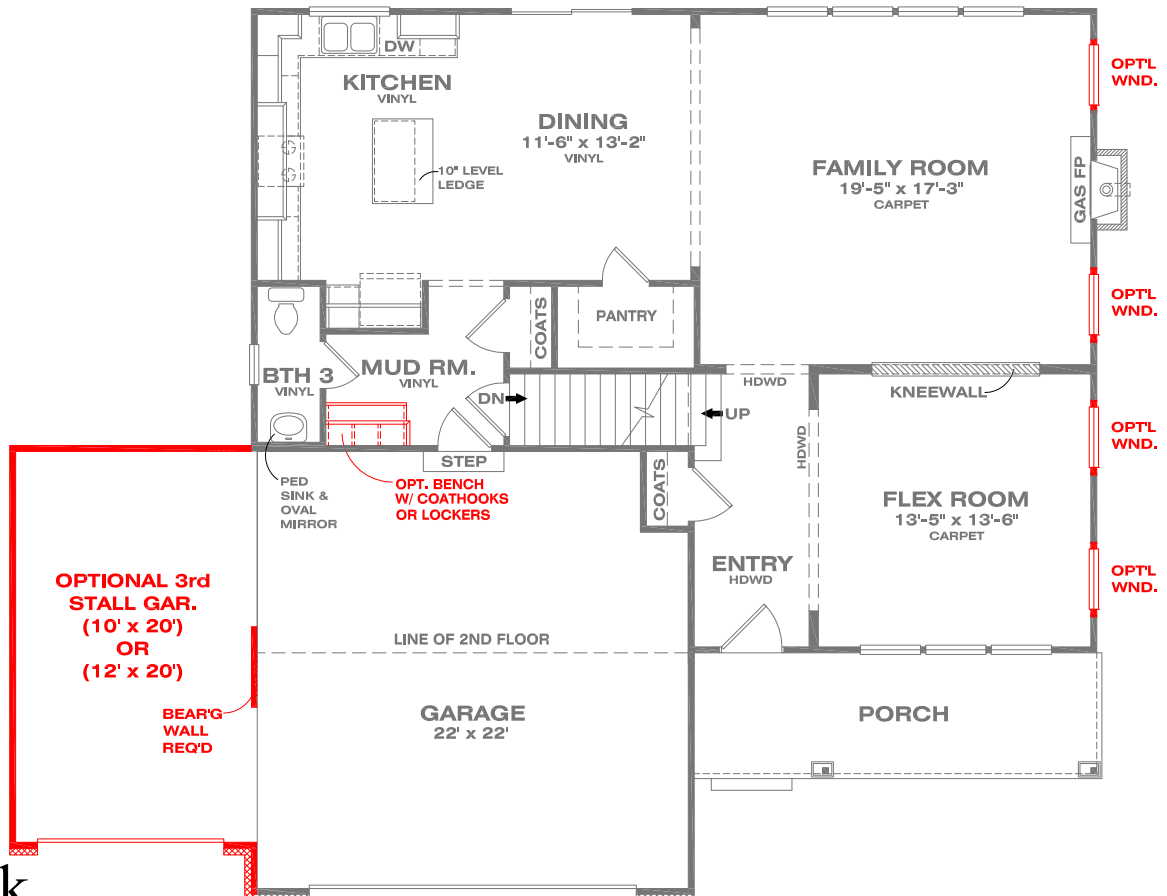 DW
KITCHEN
VINYL
DINING
11'-6" x 13'-2"
VINYL
10" LEVEL
LEDGE
FAMILY ROOM
19'-5" x 17'-3"
CARPET
GAS FP
OPT'L
WND.
OPT'L
WND.
PANTRY
COATS
BTH 3
VINYL
MUD RM.
VINYL
DN
UP
HDWD
KNEEWALL
HDWD
OPT'L
WND.
STEP
COATS
PED
SINK &
OVAL
MIRROR
OPT. BENCH
W/ COATHOOKS
OR LOCKERS
FLEX ROOM
13'-5" x 13'-6"
CARPET
ENTRY
HDWD
OPT'L
WND.
OPTIONAL 3rd
STALL GAR.
(10' x 20')
OR
(12' x 20')
LINE OF 2ND FLOOR
BEAR'G
WALL
REQ'D
GARAGE
22' x 22'
PORCH
k